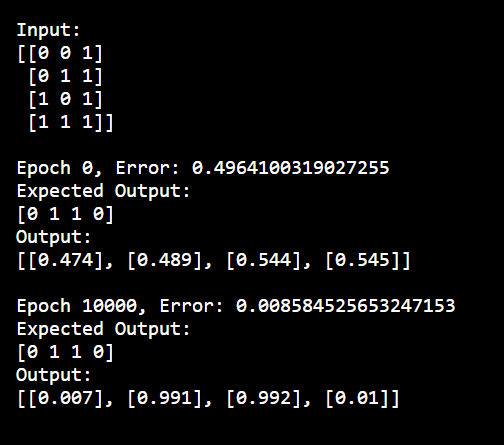 Input:
[[0 0 1]
 [0 1 1]
 [1 0 1]
 [1 1 1]]
Epoch 0, Error: 0.4964100319027255
Expected Output:
[0 1 1 0]
Output:
[[0.474], [0.489], [0.544], [0.545]]
Epoch 10000, Error: 0.008584525653247153
Expected Output:
[0 1 1 0]
Output:
[[0.007], [0.991], [0.992], [0.01]]